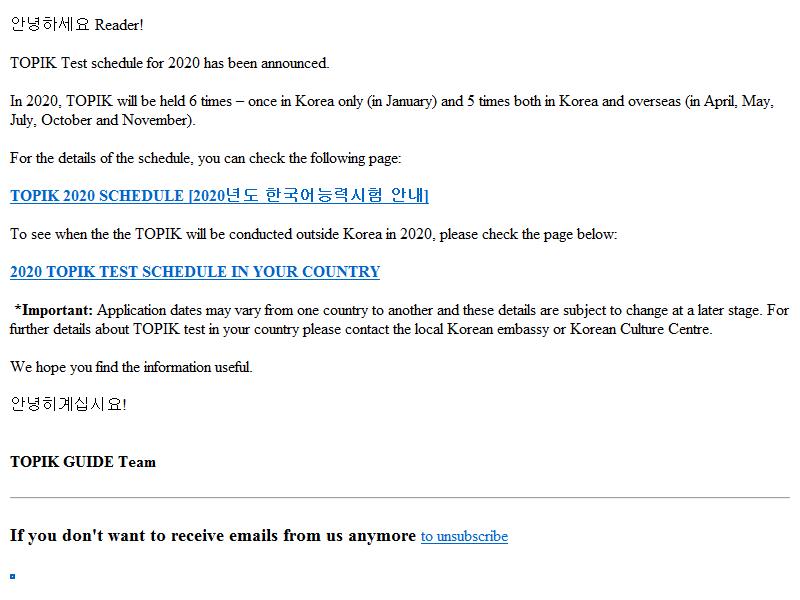 안녕하세요 Reader!
TOPIK Test schedule for 2020 has been announced.
In 2020, TOPIK will be held 6 times – once in Korea only (in January) and 5 times both in Korea and overseas (in April, May,
July, October and November).
For the details of the schedule, you can check the following page:
TOPIK 2020 SCHEDULE [2020년도 한국어능력시험 안내]
To see when the the TOPIK will be conducted outside Korea in 2020, please check the page below:
2020 TOPIK TEST SCHEDULE IN YOUR COUNTRY
*Important: Application dates may vary from one country to another and these details are subject to change at a later stage. For
further details about TOPIK test in your country please contact the local Korean embassy or Korean Culture Centre.
We hope you find the information useful.
안녕히계십시요!
TOPIK GUIDE Team
If you don't want to receive emails from us anymore to unsubscribe